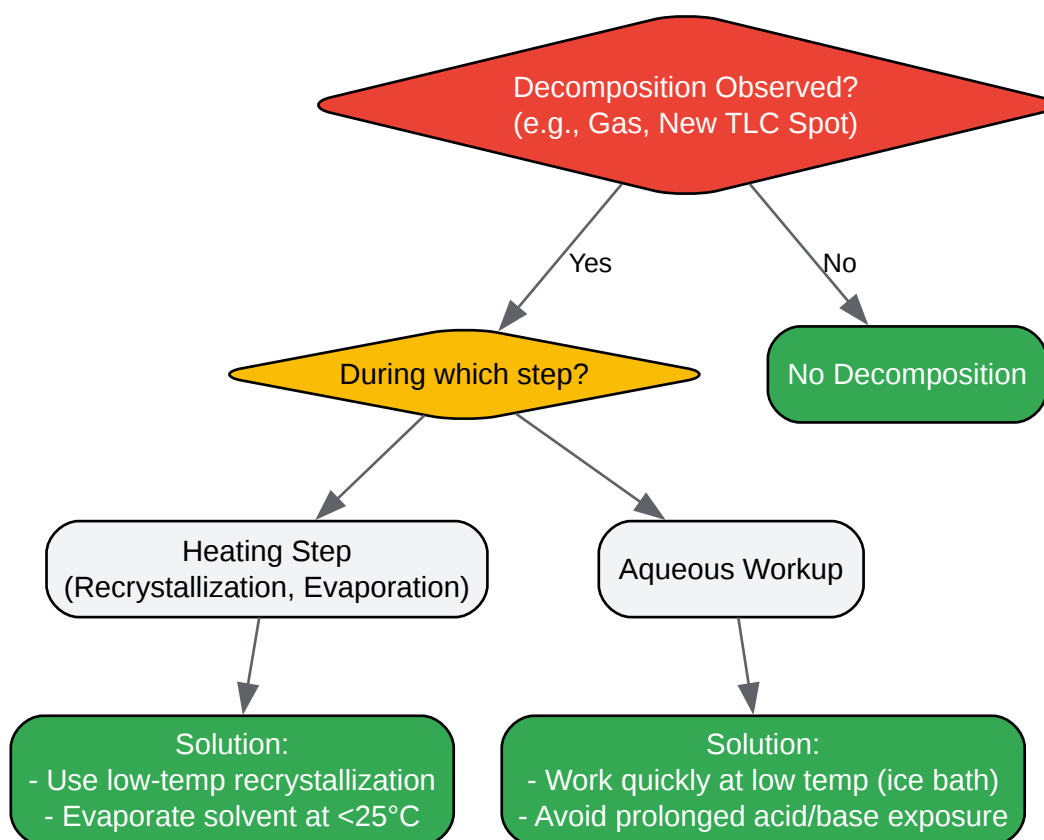 Decomposition Observed?
(e.g., Gas, New TLC Spot)
Yes
No
During which step?
No Decomposition
Heating Step
(Recrystallization, Evaporation)
Aqueous Workup
Solution:
- Use low-temp recrystallization
- Evaporate solvent at <25°C
Solution:
- Work quickly at low temp (ice bath)
- Avoid prolonged acid/base exposure